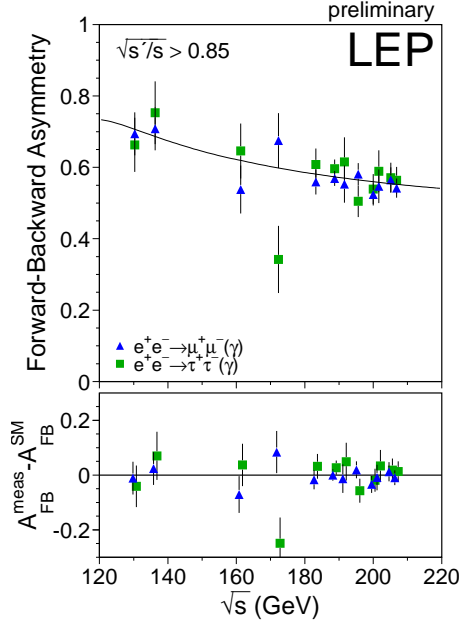 preliminary
√s´/s > 0.85
LEP
Forward-Backward Asymmetry
1
0.8
0.6
0.4
0.2
0
e⁺e⁻→μ⁺μ⁻(γ)
e⁺e⁻→τ⁺τ⁻(γ)
A_FB^meas-A_FB^SM
0.2
0
-0.2
120 140 160 180 200 220
√s (GeV)